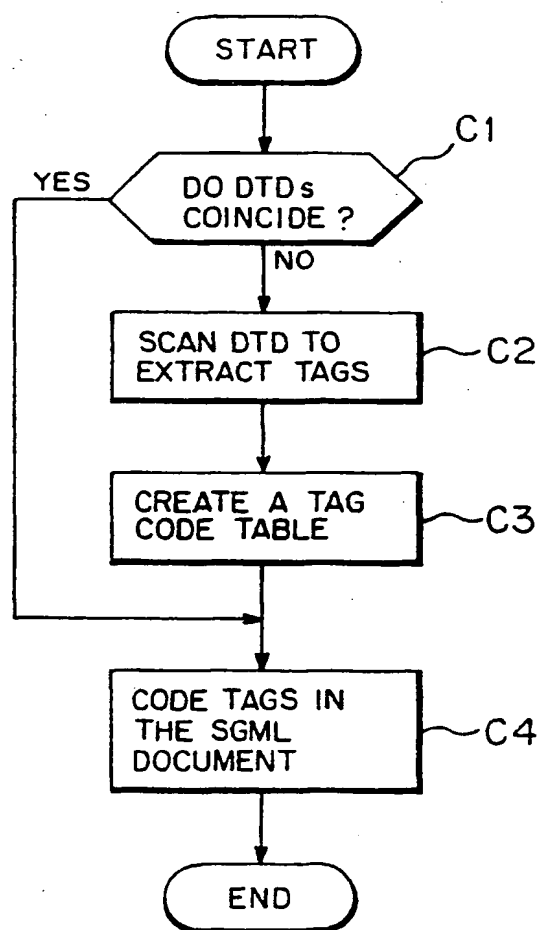 START
C1
YES
DO DTDs
COINCIDE ?
NO
SCAN DTD TO
EXTRACT TAGS
C2
CREATE A TAG
CODE TABLE
C3
CODE TAGS IN
THE SGML
DOCUMENT
C4
END